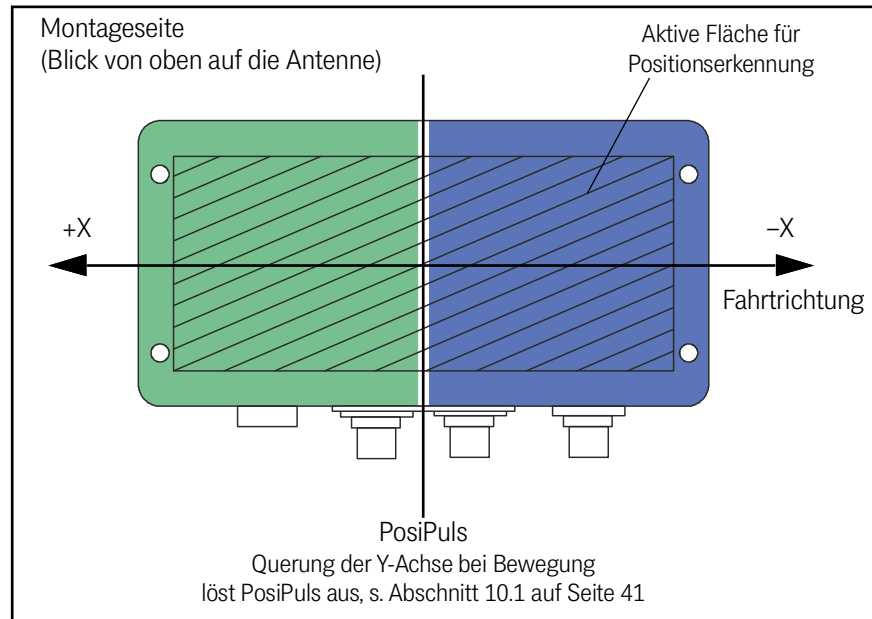 Montageseite
(Blick von oben auf die Antenne)
Aktive Fläche für
Positionserkennung
+X
–X
Fahrtrichtung
PosiPuls
Querung der Y-Achse bei Bewegung
löst PosiPuls aus, s. Abschnitt 10.1 auf Seite 41